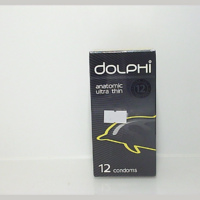 dolphi
anatomic
ultra thin
12
12 condoms